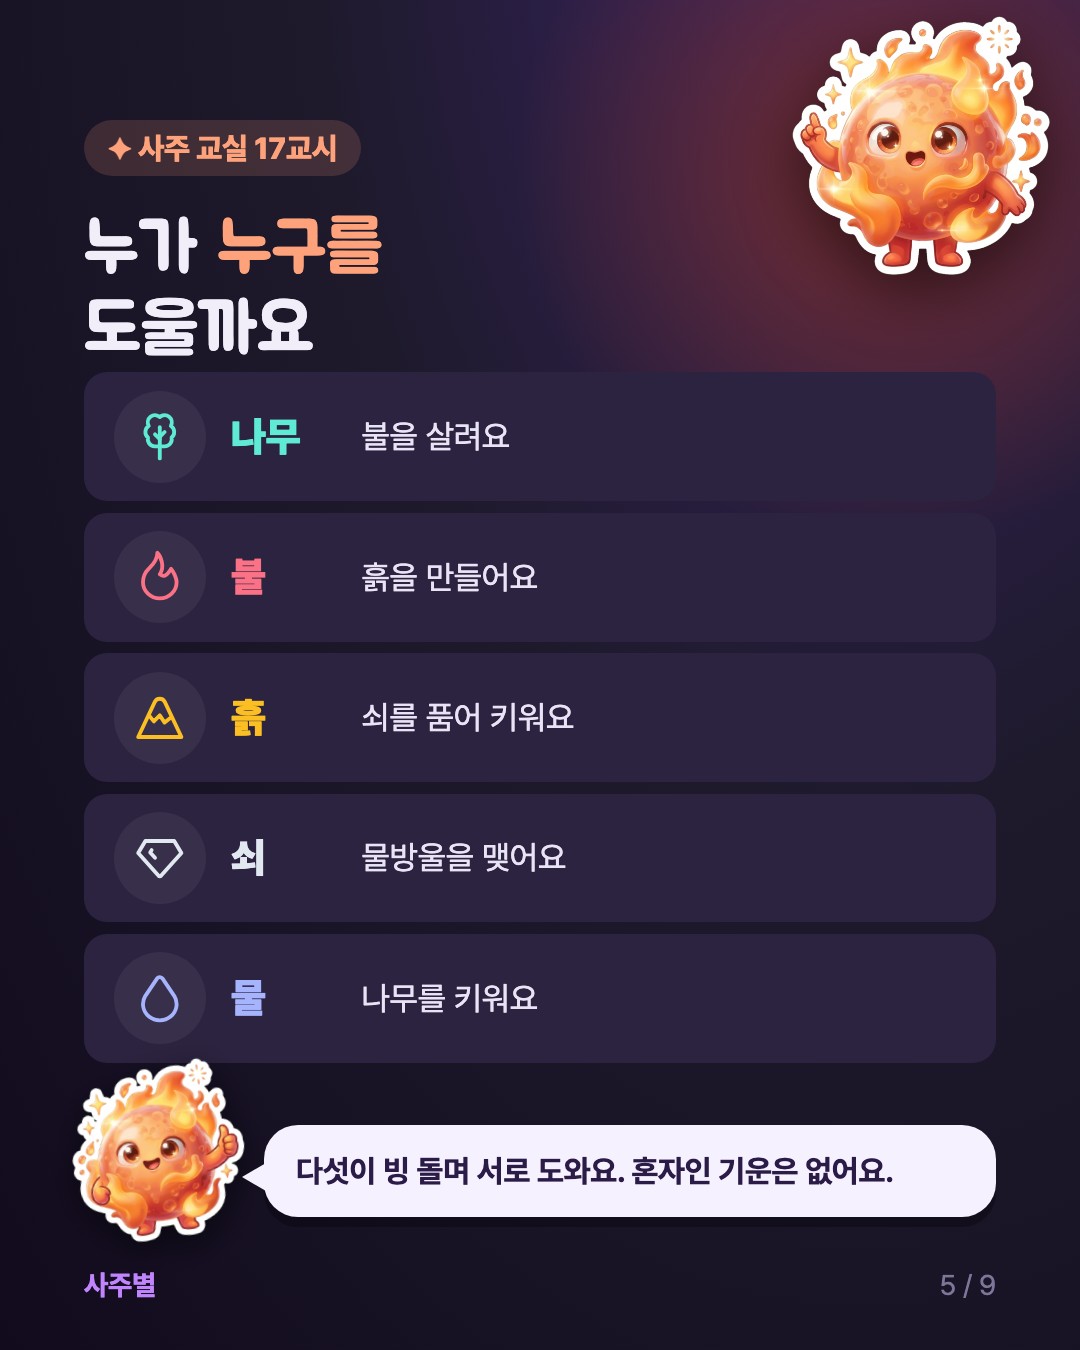 ✦ 사주 교실 17교시
누가 누구를
도울까요
나무 불을 살려요
불 흙을 만들어요
흙 쇠를 품어 키워요
쇠 물방울을 맺어요
물 나무를 키워요
다섯이 빙 돌며 서로 도와요. 혼자인 기운은 없어요.
사주별 5 / 9